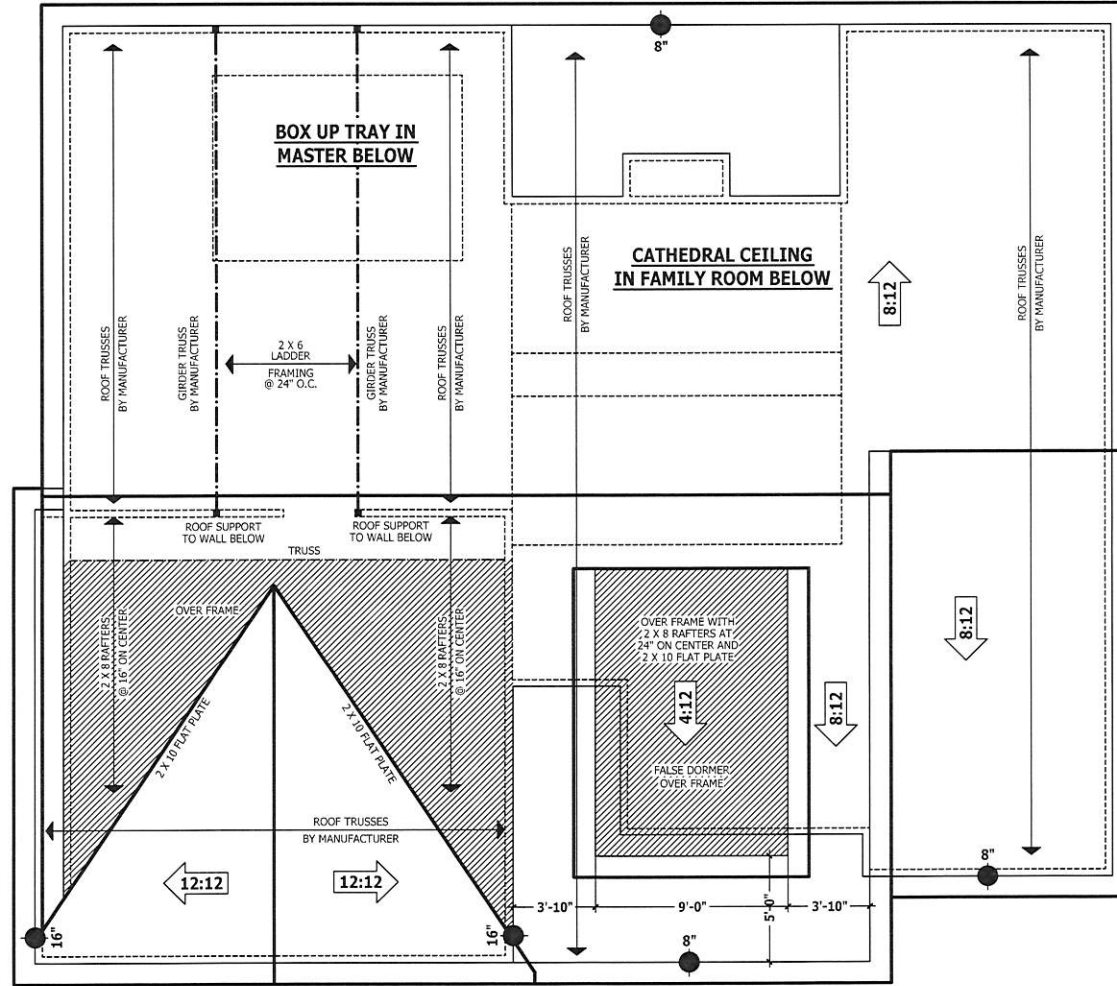 8"
BOX UP TRAY IN
MASTER BELOW
CATHEDRAL CEILING
IN FAMILY ROOM BELOW
ROOF TRUSSES
BY MANUFACTURER
GIRDER TRUSS
BY MANUFACTURER
2 X 6
LADDER
FRAMING
@ 24" O.C.
GIRDER TRUSS
BY MANUFACTURER
ROOF TRUSSES
BY MANUFACTURER
ROOF TRUSSES
BY MANUFACTURER
8:12
ROOF TRUSSES
BY MANUFACTURER
ROOF SUPPORT
TO WALL BELOW
ROOF SUPPORT
TO WALL BELOW
TRUSS
OVER FRAME
2 X 8 RAFTERS
@ 16" ON CENTER
2 X 8 RAFTERS
@ 16" ON CENTER
2 X 10 FLAT PLATE
2 X 10 FLAT PLATE
OVER FRAME WITH
2 X 8 RAFTERS AT
24" ON CENTER AND
2 X 10 FLAT PLATE
4:12
8:12
8:12
FALSE DORMER
OVER FRAME
ROOF TRUSSES
BY MANUFACTURER
12:12
12:12
8"
3'-10"
9'-0"
3'-10"
5'-0"
16"
16"
8"